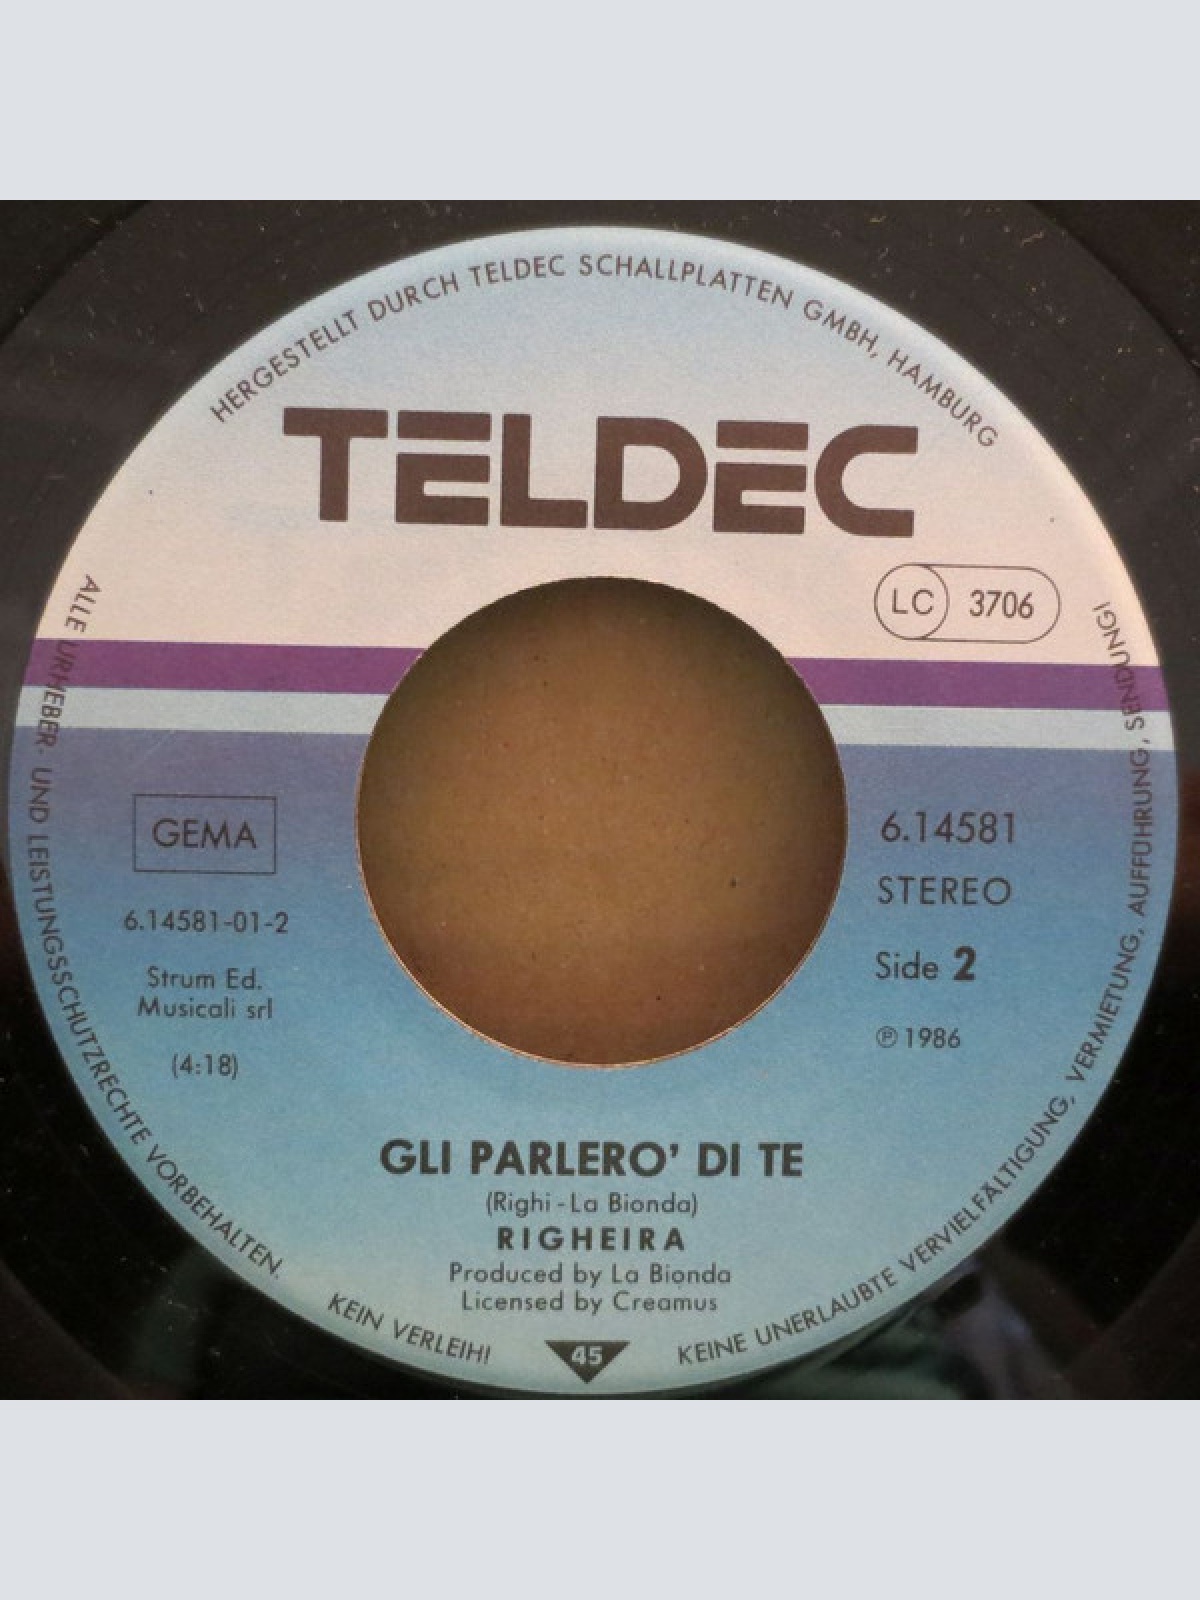 HERGESTELLT DURCH TELDEC SCHALLPLATTEN GMBH, HAMBURG
TELDEC
LC 3706
GEMA
6.14581-01-2
Strum Ed.
Musicali srl
(4:18)
6.14581
STEREO
Side 2
℗ 1986
GLI PARLERO' DI TE
(Righi - La Bionda)
RIGHEIRA
Produced by La Bionda
Licensed by Creamus
45
ALLE URHEBER- UND LEISTUNGSSCHUTZRECHTE VORBEHALTEN.
KEIN VERLEIH!
KEINE UNERLAUBTE VERVIELFÄLTIGUNG, VERMIETUNG, AUFFÜHRUNG, SENDUNG!